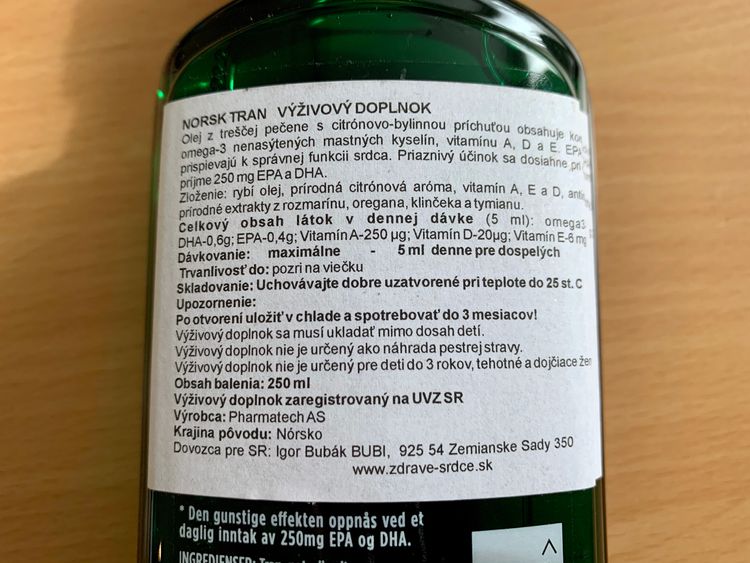 NORSK TRAN VÝŽIVOVÝ DOPLNOK
Olej z treščej pečene s citrónovo-bylinnou príchuťou obsahuje
omega-3 nenasýtených mastných kyselín, vitamínu A, D a E. EPA
prispievajú k správnej funkcii srdca. Priaznivý účinok sa dosiahne pri
príjme 250 mg EPA a DHA.
Zloženie: rybí olej, prírodná citrónová aróma, vitamín A, E a D,
prírodné extrakty z rozmarínu, oregana, klinčeka a tymianu.
Celkový obsah látok v dennej dávke (5 ml): omega3
DHA-0,6g; EPA-0,4g; Vitamín A-250 µg; Vitamín D-20µg; Vitamín E-6 mg
Dávkovanie: maximálne - 5 ml denne pre dospelých
Trvanlivosť do: pozri na viečku
Skladovanie: Uchovávajte dobre uzatvorené pri teplote do 25 st. C
Upozornenie:
Po otvorení uložiť v chlade a spotrebovať do 3 mesiacov!
Výživový doplnok sa musí ukladať mimo dosah detí.
Výživový doplnok nie je určený ako náhrada pestrej stravy.
Výživový doplnok nie je určený pre deti do 3 rokov, tehotné a dojčiace žen
Obsah balenia: 250 ml
Výživový doplnok zaregistrovaný na UVZ SR
Výrobca: Pharmatech AS
Krajina pôvodu: Nórsko
Dovozca pre SR: Igor Bubák BUBI, 925 54 Zemianske Sady 350
www.zdrave-srdce.sk
* Den gunstige effekten oppnås ved et
daglig inntak av 250mg EPA og DHA.
INGREDIENSER: